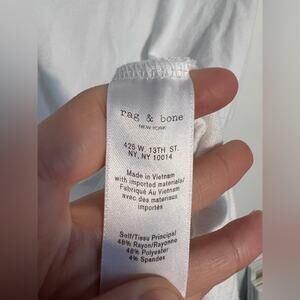 rag & bone
NEW YORK
425 W. 13TH ST.
NY, NY 10014
Made in Vietnam
with imported materials/
Fabriqué Au Vietnam
avec des materiaux
importés
Self/Tissu Principal
48% Rayon/Rayonne
48% Polyester
4% Spandex